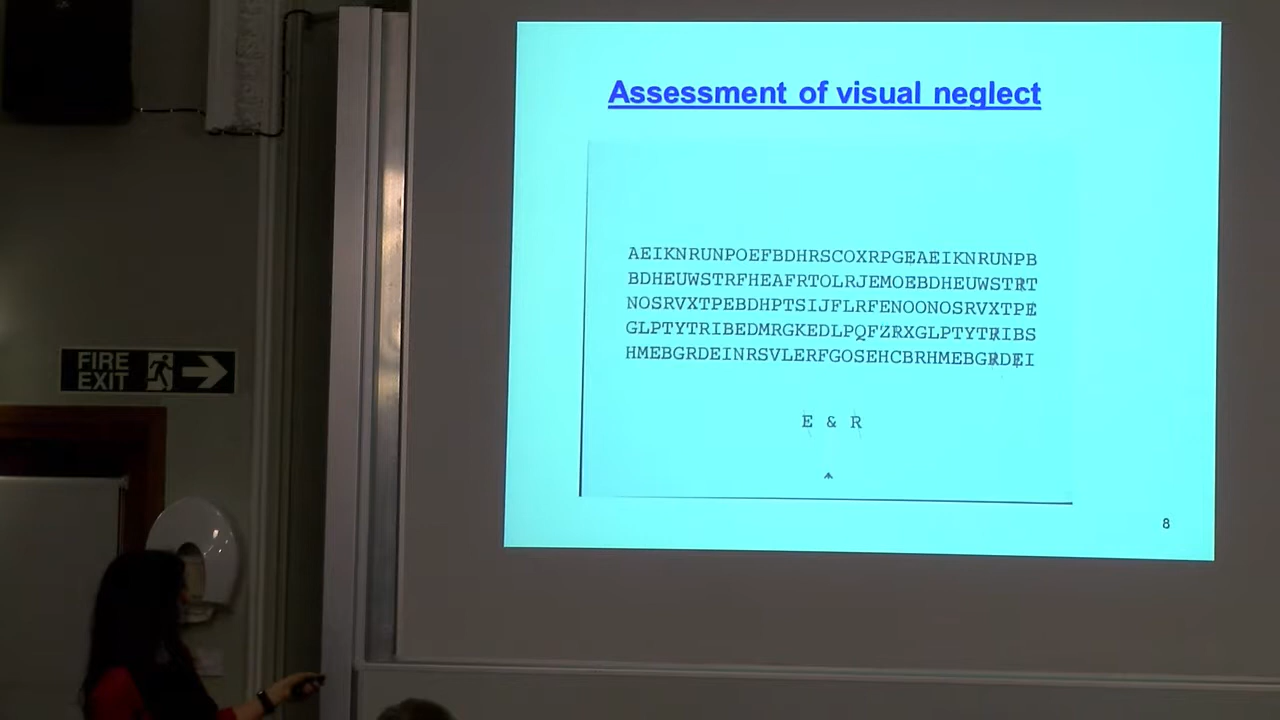 Assessment of visual neglect
AEIKNRUNPOEFBDHRSCOXRPGEAEIKNRUNPB
BDHEUWSTRFHEAFRTOLRJEMOEBDHEUWSTRT
NOSRVXTPEBDHPTSIJFLRFENOONOSRVXTPE
GLPTYTRIBEDMRGKEDLPQFZRXGLPTYTRIBS
HMEBGRDEINRSVLERFGOSEHCBRHMEBGRDEI
E & R
8
FIRE
EXIT